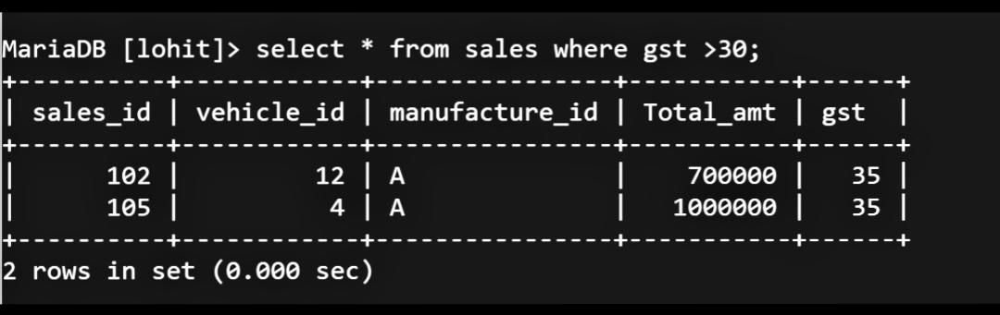 MariaDB [lohit]> select * from sales where gst >30;
+----------+------------+----------------+-----------+------+
| sales_id | vehicle_id | manufacture_id | Total_amt | gst  |
+----------+------------+----------------+-----------+------+
|      102 |         12 | A              |    700000 |   35 |
|      105 |          4 | A              |   1000000 |   35 |
+----------+------------+----------------+-----------+------+
2 rows in set (0.000 sec)